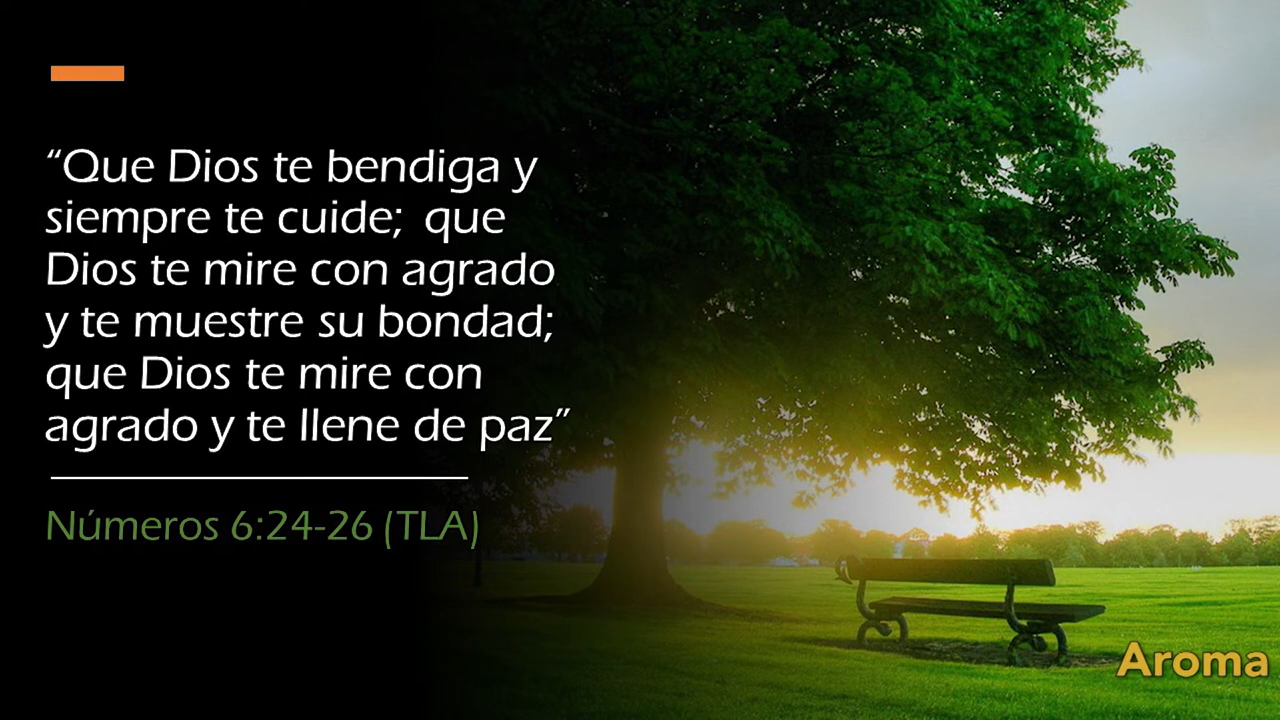 “Que Dios te bendiga y
siempre te cuide;  que
Dios te mire con agrado
y te muestre su bondad;
que Dios te mire con
agrado y te llene de paz”
Números 6:24-26 (TLA)
Aroma